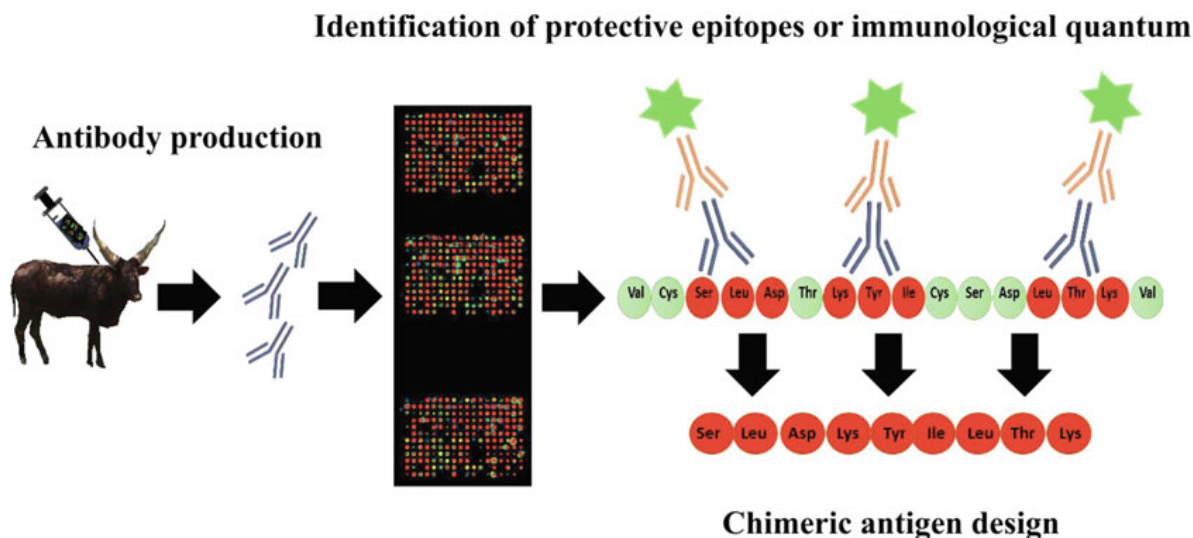 Identification of protective epitopes or immunological quantum
Antibody production
Val Cys Ser Leu Asp Thr Lys Tyr Ile Cys Ser Asp Leu Thr Lys Val
Ser Leu Asp Lys Tyr Ile Leu Thr Lys
Chimeric antigen design